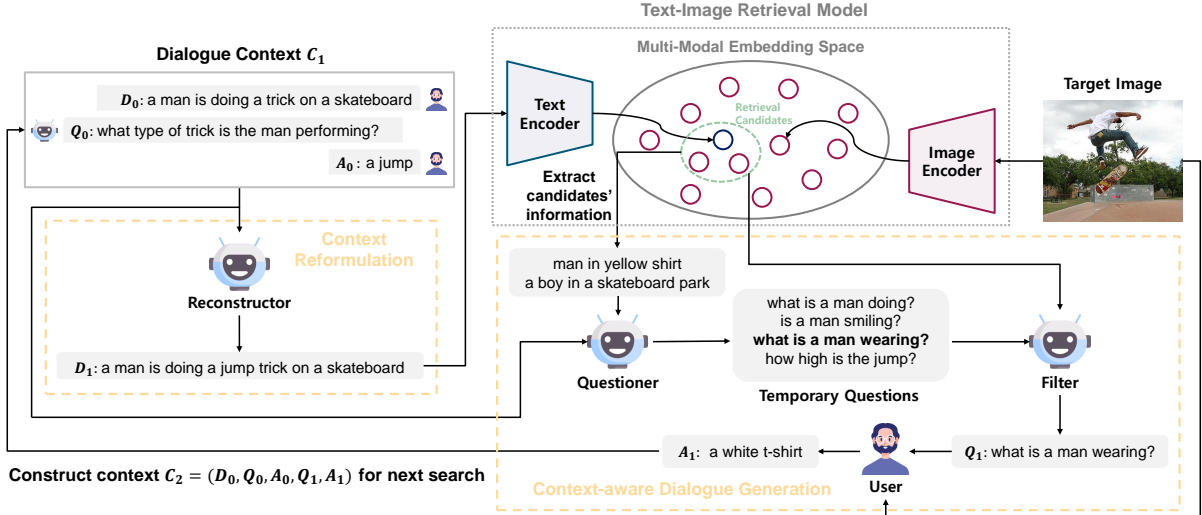 Text-Image Retrieval Model
Dialogue Context C₁
Multi-Modal Embedding Space
Target Image
D₀: a man is doing a trick on a skateboard
Q₀: what type of trick is the man performing?
A₀: a jump
Text
Encoder
Retrieval
Candidates
Image
Encoder
Extract
candidates'
information
Context
Reformulation
Reconstructor
D₁: a man is doing a jump trick on a skateboard
man in yellow shirt
a boy in a skateboard park
Questioner
what is a man doing?
is a man smiling?
what is a man wearing?
how high is the jump?
Temporary Questions
Filter
A₁: a white t-shirt
User
Q₁: what is a man wearing?
Construct context C₂ = (D₀, Q₀, A₀, Q₁, A₁) for next search
Context-aware Dialogue Generation